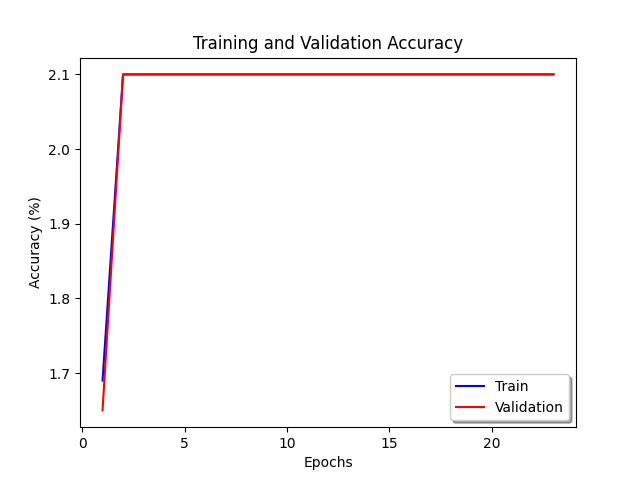 Training and Validation Accuracy
2.1
2.0
1.9
1.8
1.7
Accuracy (%)
Train
Validation
0 5 10 15 20
Epochs